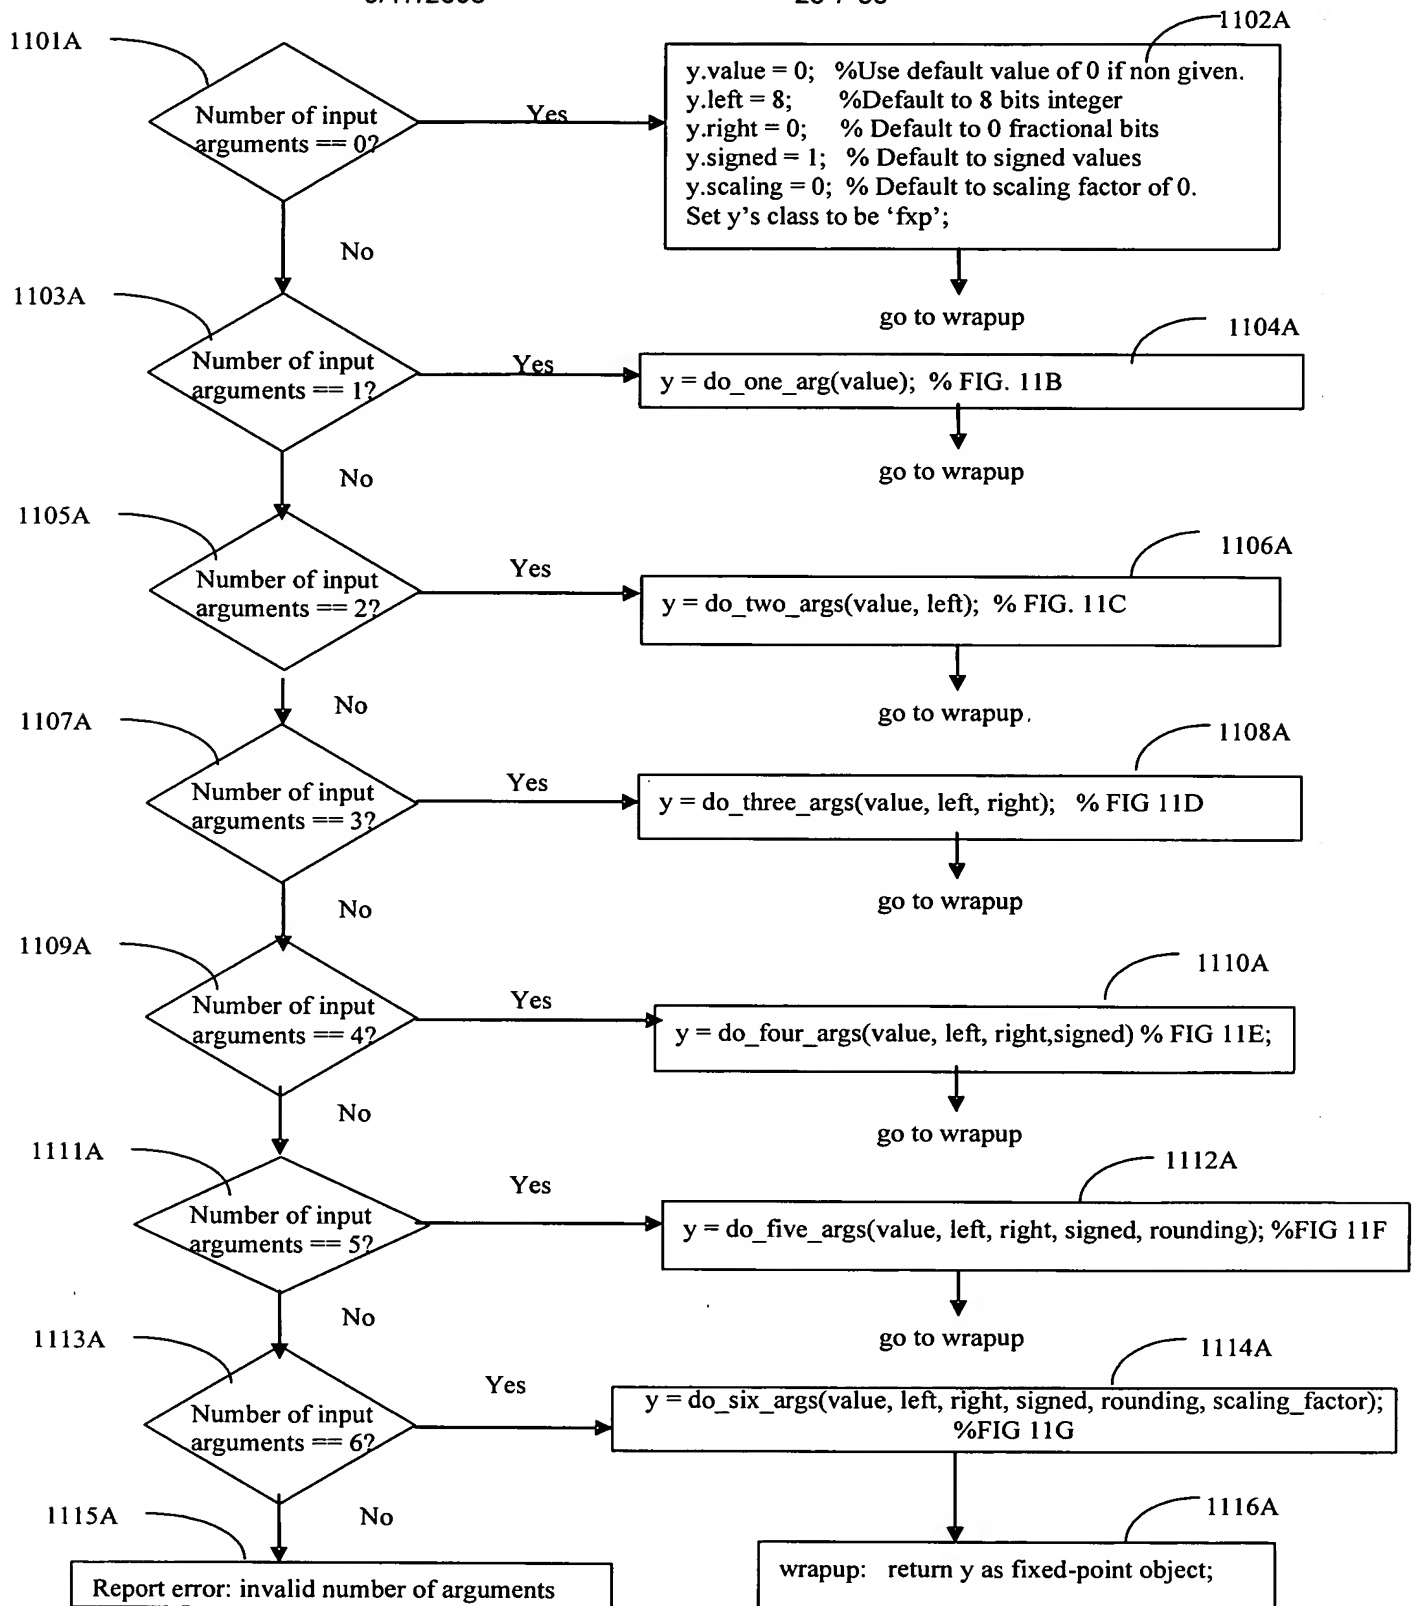 1101A
1102A
Number of input
arguments == 0?
Yes
y.value = 0; %Use default value of 0 if non given.
y.left = 8; %Default to 8 bits integer
y.right = 0; % Default to 0 fractional bits
y.signed = 1; % Default to signed values
y.scaling = 0; % Default to scaling factor of 0.
Set y's class to be 'fxp';
No
go to wrapup
1103A
1104A
Number of input
arguments == 1?
Yes
y = do_one_arg(value); % FIG. 11B
No
go to wrapup
1105A
1106A
Number of input
arguments == 2?
Yes
y = do_two_args(value, left); % FIG. 11C
No
go to wrapup
1107A
1108A
Number of input
arguments == 3?
Yes
y = do_three_args(value, left, right); % FIG 11D
No
go to wrapup
1109A
1110A
Number of input
arguments == 4?
Yes
y = do_four_args(value, left, right,signed) % FIG 11E;
No
go to wrapup
1111A
1112A
Number of input
arguments == 5?
Yes
y = do_five_args(value, left, right, signed, rounding); %FIG 11F
No
go to wrapup
1113A
1114A
Number of input
arguments == 6?
Yes
y = do_six_args(value, left, right, signed, rounding, scaling_factor);
%FIG 11G
No
1115A
1116A
Report error: invalid number of arguments
wrapup: return y as fixed-point object;